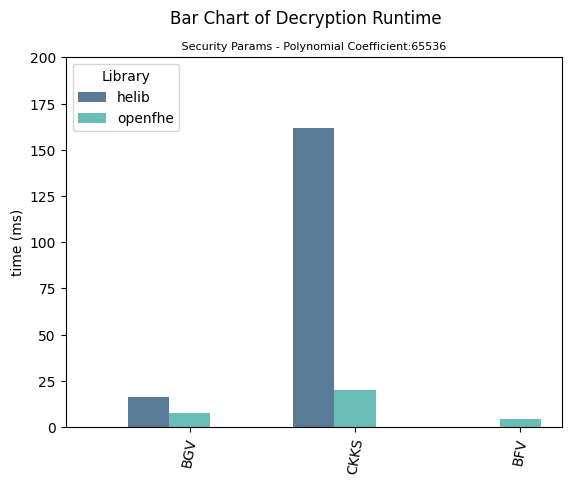 Bar Chart of Decryption Runtime
Security Params - Polynomial Coefficient:65536
Library
helib
openfhe
time (ms)
200
175
150
125
100
75
50
25
0
BGV
CKKS
BFV